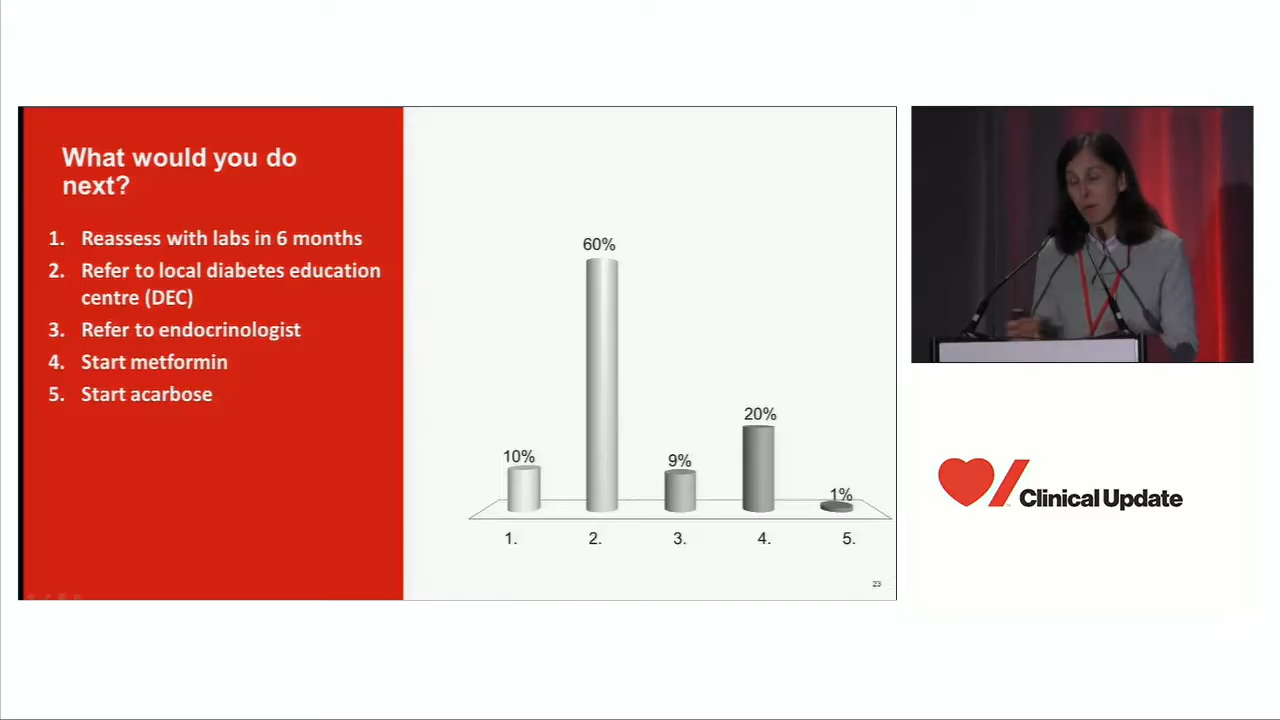 What would you do
next?
1. Reassess with labs in 6 months
2. Refer to local diabetes education
centre (DEC)
3. Refer to endocrinologist
4. Start metformin
5. Start acarbose
60%
20%
10%
9%
1%
1.
2.
3.
4.
5.
23
Clinical Update